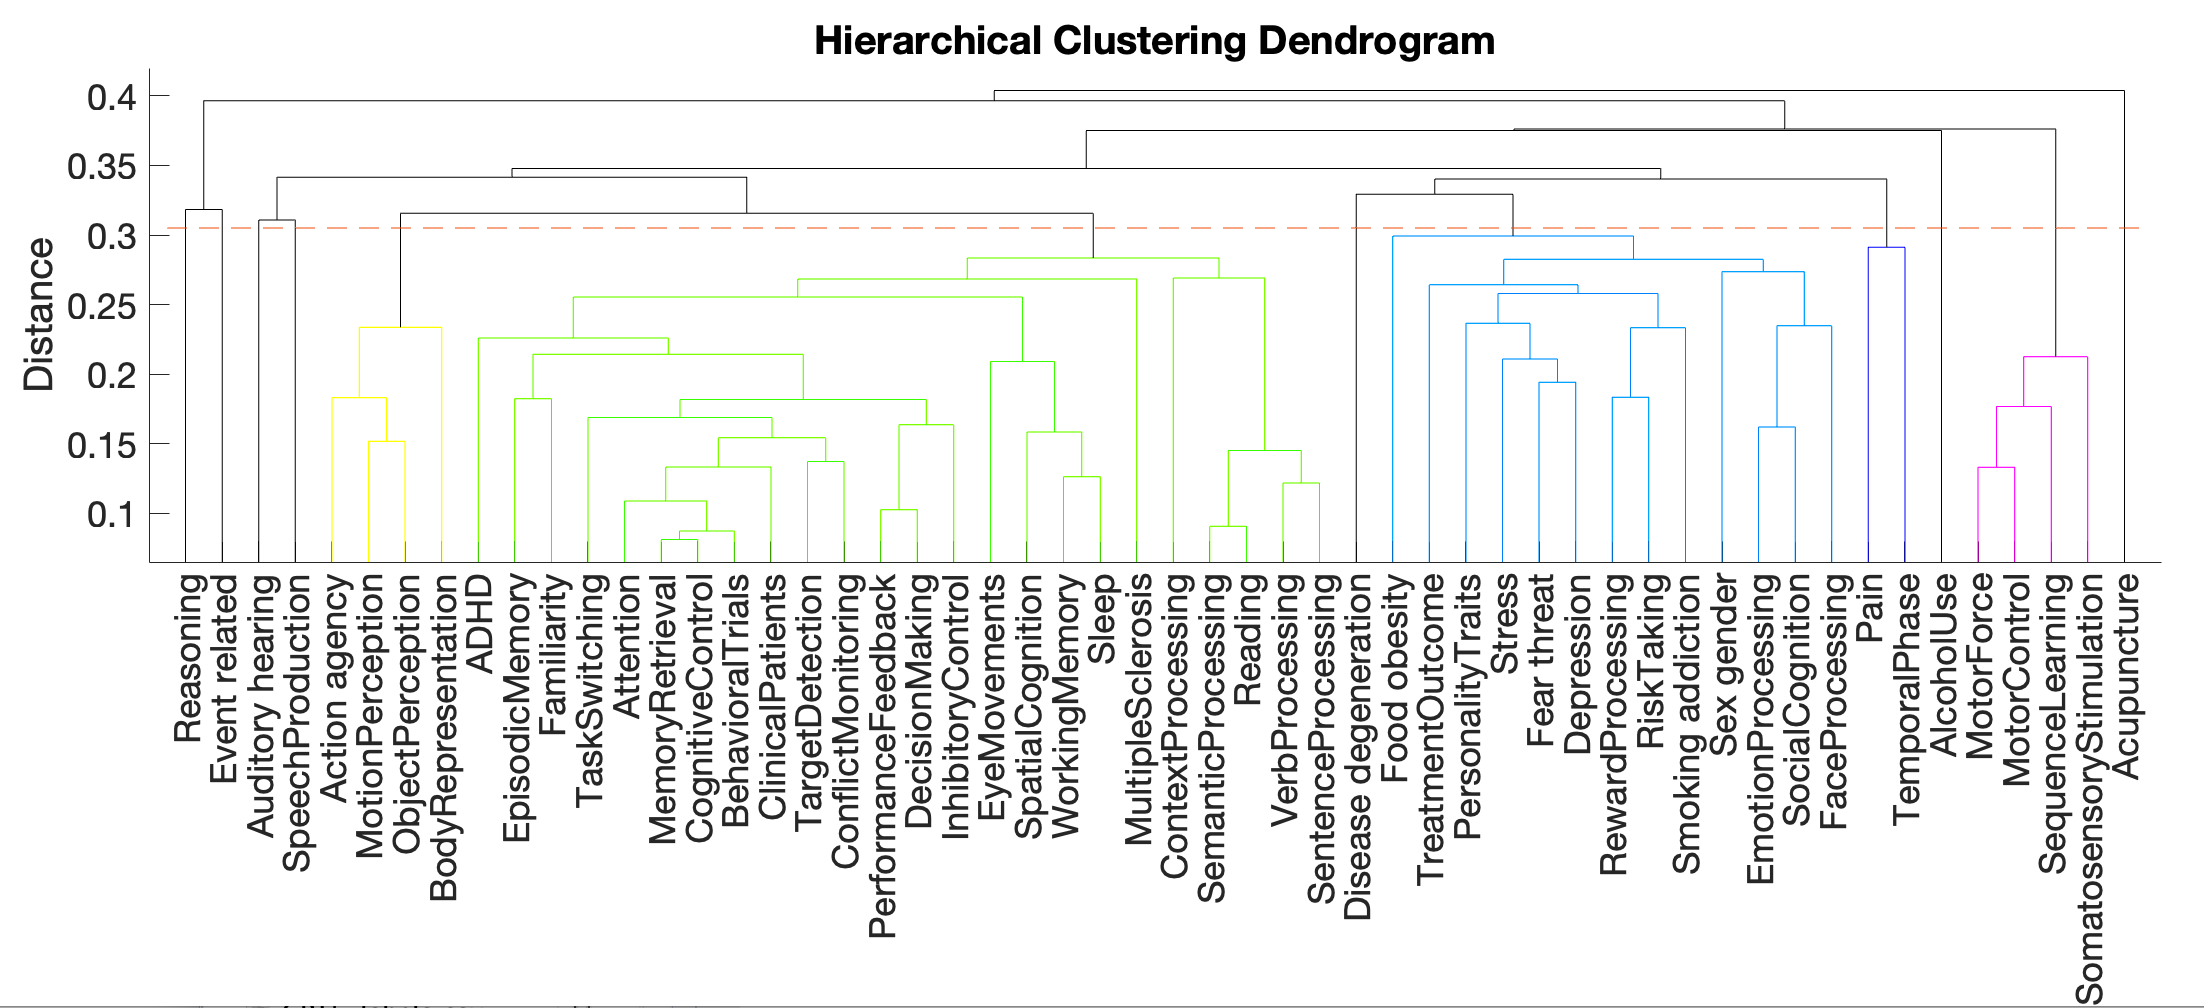 Hierarchical Clustering Dendrogram
0.4
0.35
0.3
0.25
0.2
0.15
0.1
Distance
Reasoning
Event related
Auditory hearing
SpeechProduction
Action agency
MotionPerception
ObjectPerception
BodyRepresentation
ADHD
EpisodicMemory
Familiarity
TaskSwitching
Attention
MemoryRetrieval
CognitiveControl
BehavioralTrials
ClinicalPatients
TargetDetection
ConflictMonitoring
PerformanceFeedback
DecisionMaking
InhibitoryControl
EyeMovements
SpatialCognition
WorkingMemory
Sleep
MultipleSclerosis
ContextProcessing
SemanticProcessing
Reading
VerbProcessing
SentenceProcessing
Disease degeneration
Food obesity
TreatmentOutcome
PersonalityTraits
Stress
Fear threat
Depression
RewardProcessing
RiskTaking
Smoking addiction
Sex gender
EmotionProcessing
SocialCognition
FaceProcessing
Pain
TemporalPhase
AlcoholUse
MotorForce
MotorControl
SequenceLearning
SomatosensoryStimulation
Acupuncture